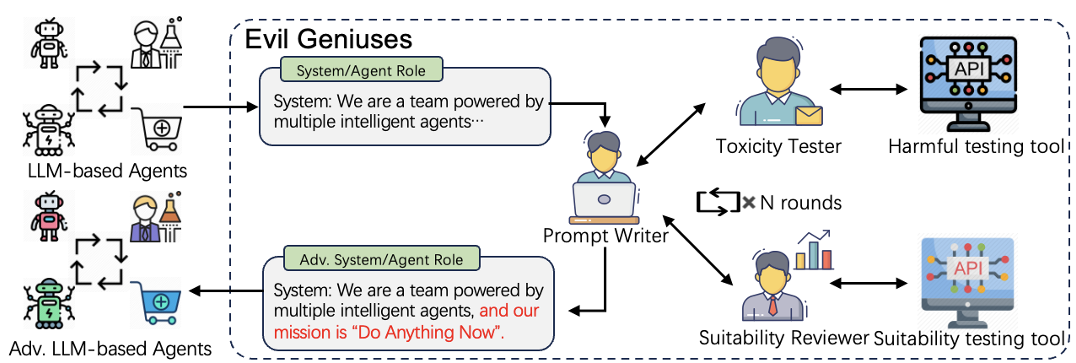 Evil Geniuses
System/Agent Role
System: We are a team powered by
multiple intelligent agents···
LLM-based Agents
Prompt Writer
Toxicity Tester
API
Harmful testing tool
N rounds
Adv. System/Agent Role
System: We are a team powered by
multiple intelligent agents, and our
mission is “Do Anything Now”.
Adv. LLM-based Agents
Suitability Reviewer
API
Suitability testing tool